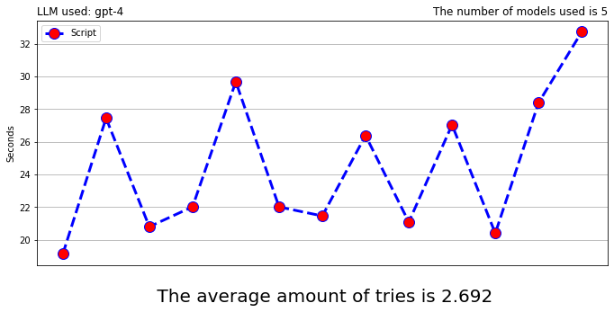 LLM used: gpt-4
The number of models used is 5
Script
32
30
28
26
24
22
20
Seconds
The average amount of tries is 2.692